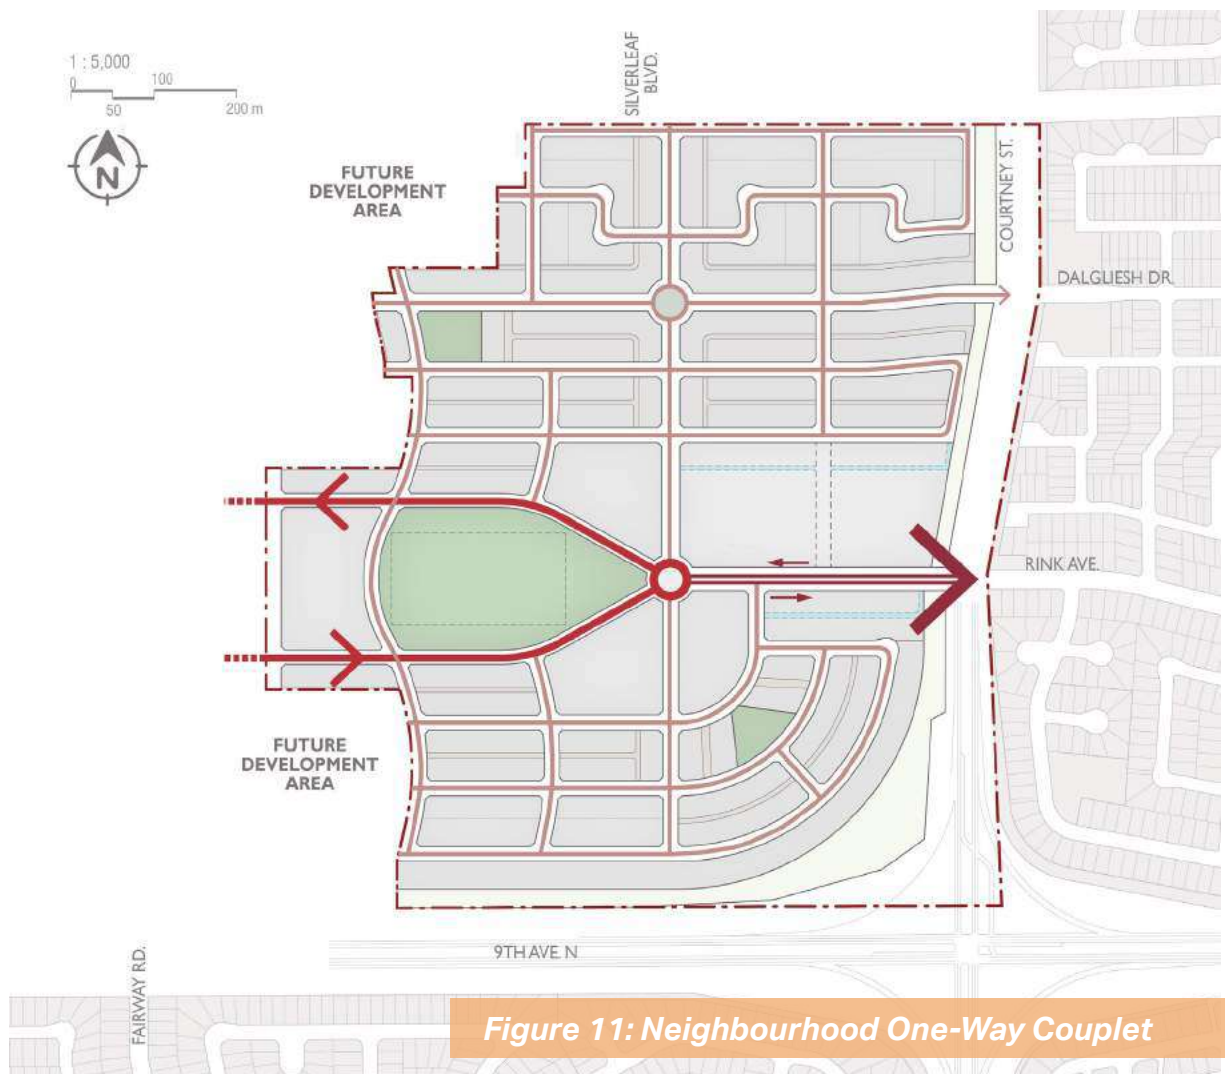 1 : 5,000
0
100
50
200 m
N
SILVERLEAF
BLVD.
FUTURE
DEVELOPMENT
AREA
COURTNEY ST.
DALGLIESH DR.
RINK AVE.
FUTURE
DEVELOPMENT
AREA
9TH AVE. N
FAIRWAY RD.
Figure 11: Neighbourhood One-Way Couplet